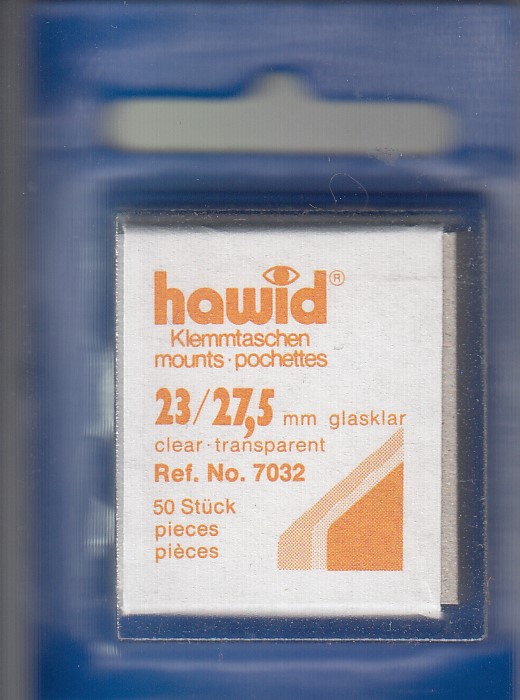 hawid®
Klemmtaschen
mounts·pochettes
23/27,5 mm glasklar
clear·transparent
Ref. No. 7032
50 Stück
pieces
pièces